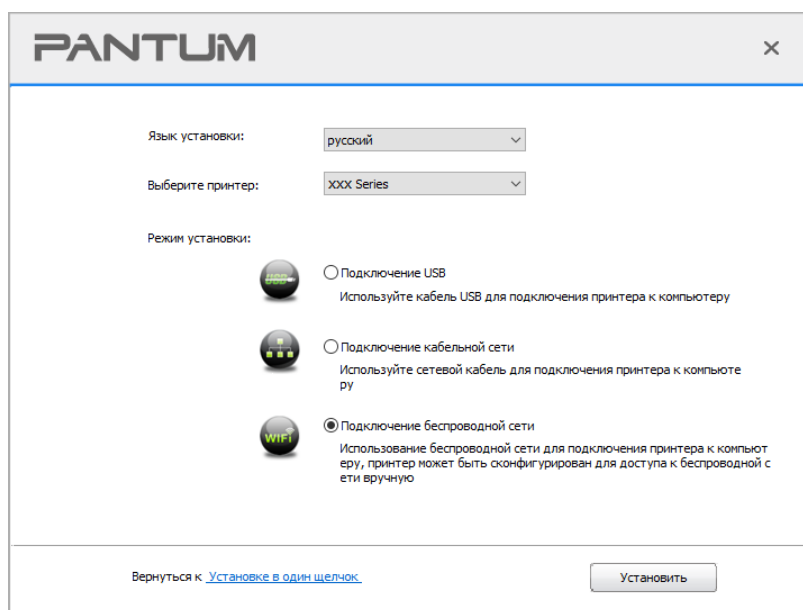 PANTUM
Язык установки:
русский
Выберите принтер:
XXX Series
Режим установки:
USB
Подключение USB
Используйте кабель USB для подключения принтера к компьютеру
Подключение кабельной сети
Используйте сетевой кабель для подключения принтера к компьюте
ру
WiFi
Подключение беспроводной сети
Использование беспроводной сети для подключения принтера к компьют
еру, принтер может быть сконфигурирован для доступа к беспроводной с
ети вручную
Вернуться к Установке в один щелчок
Установить